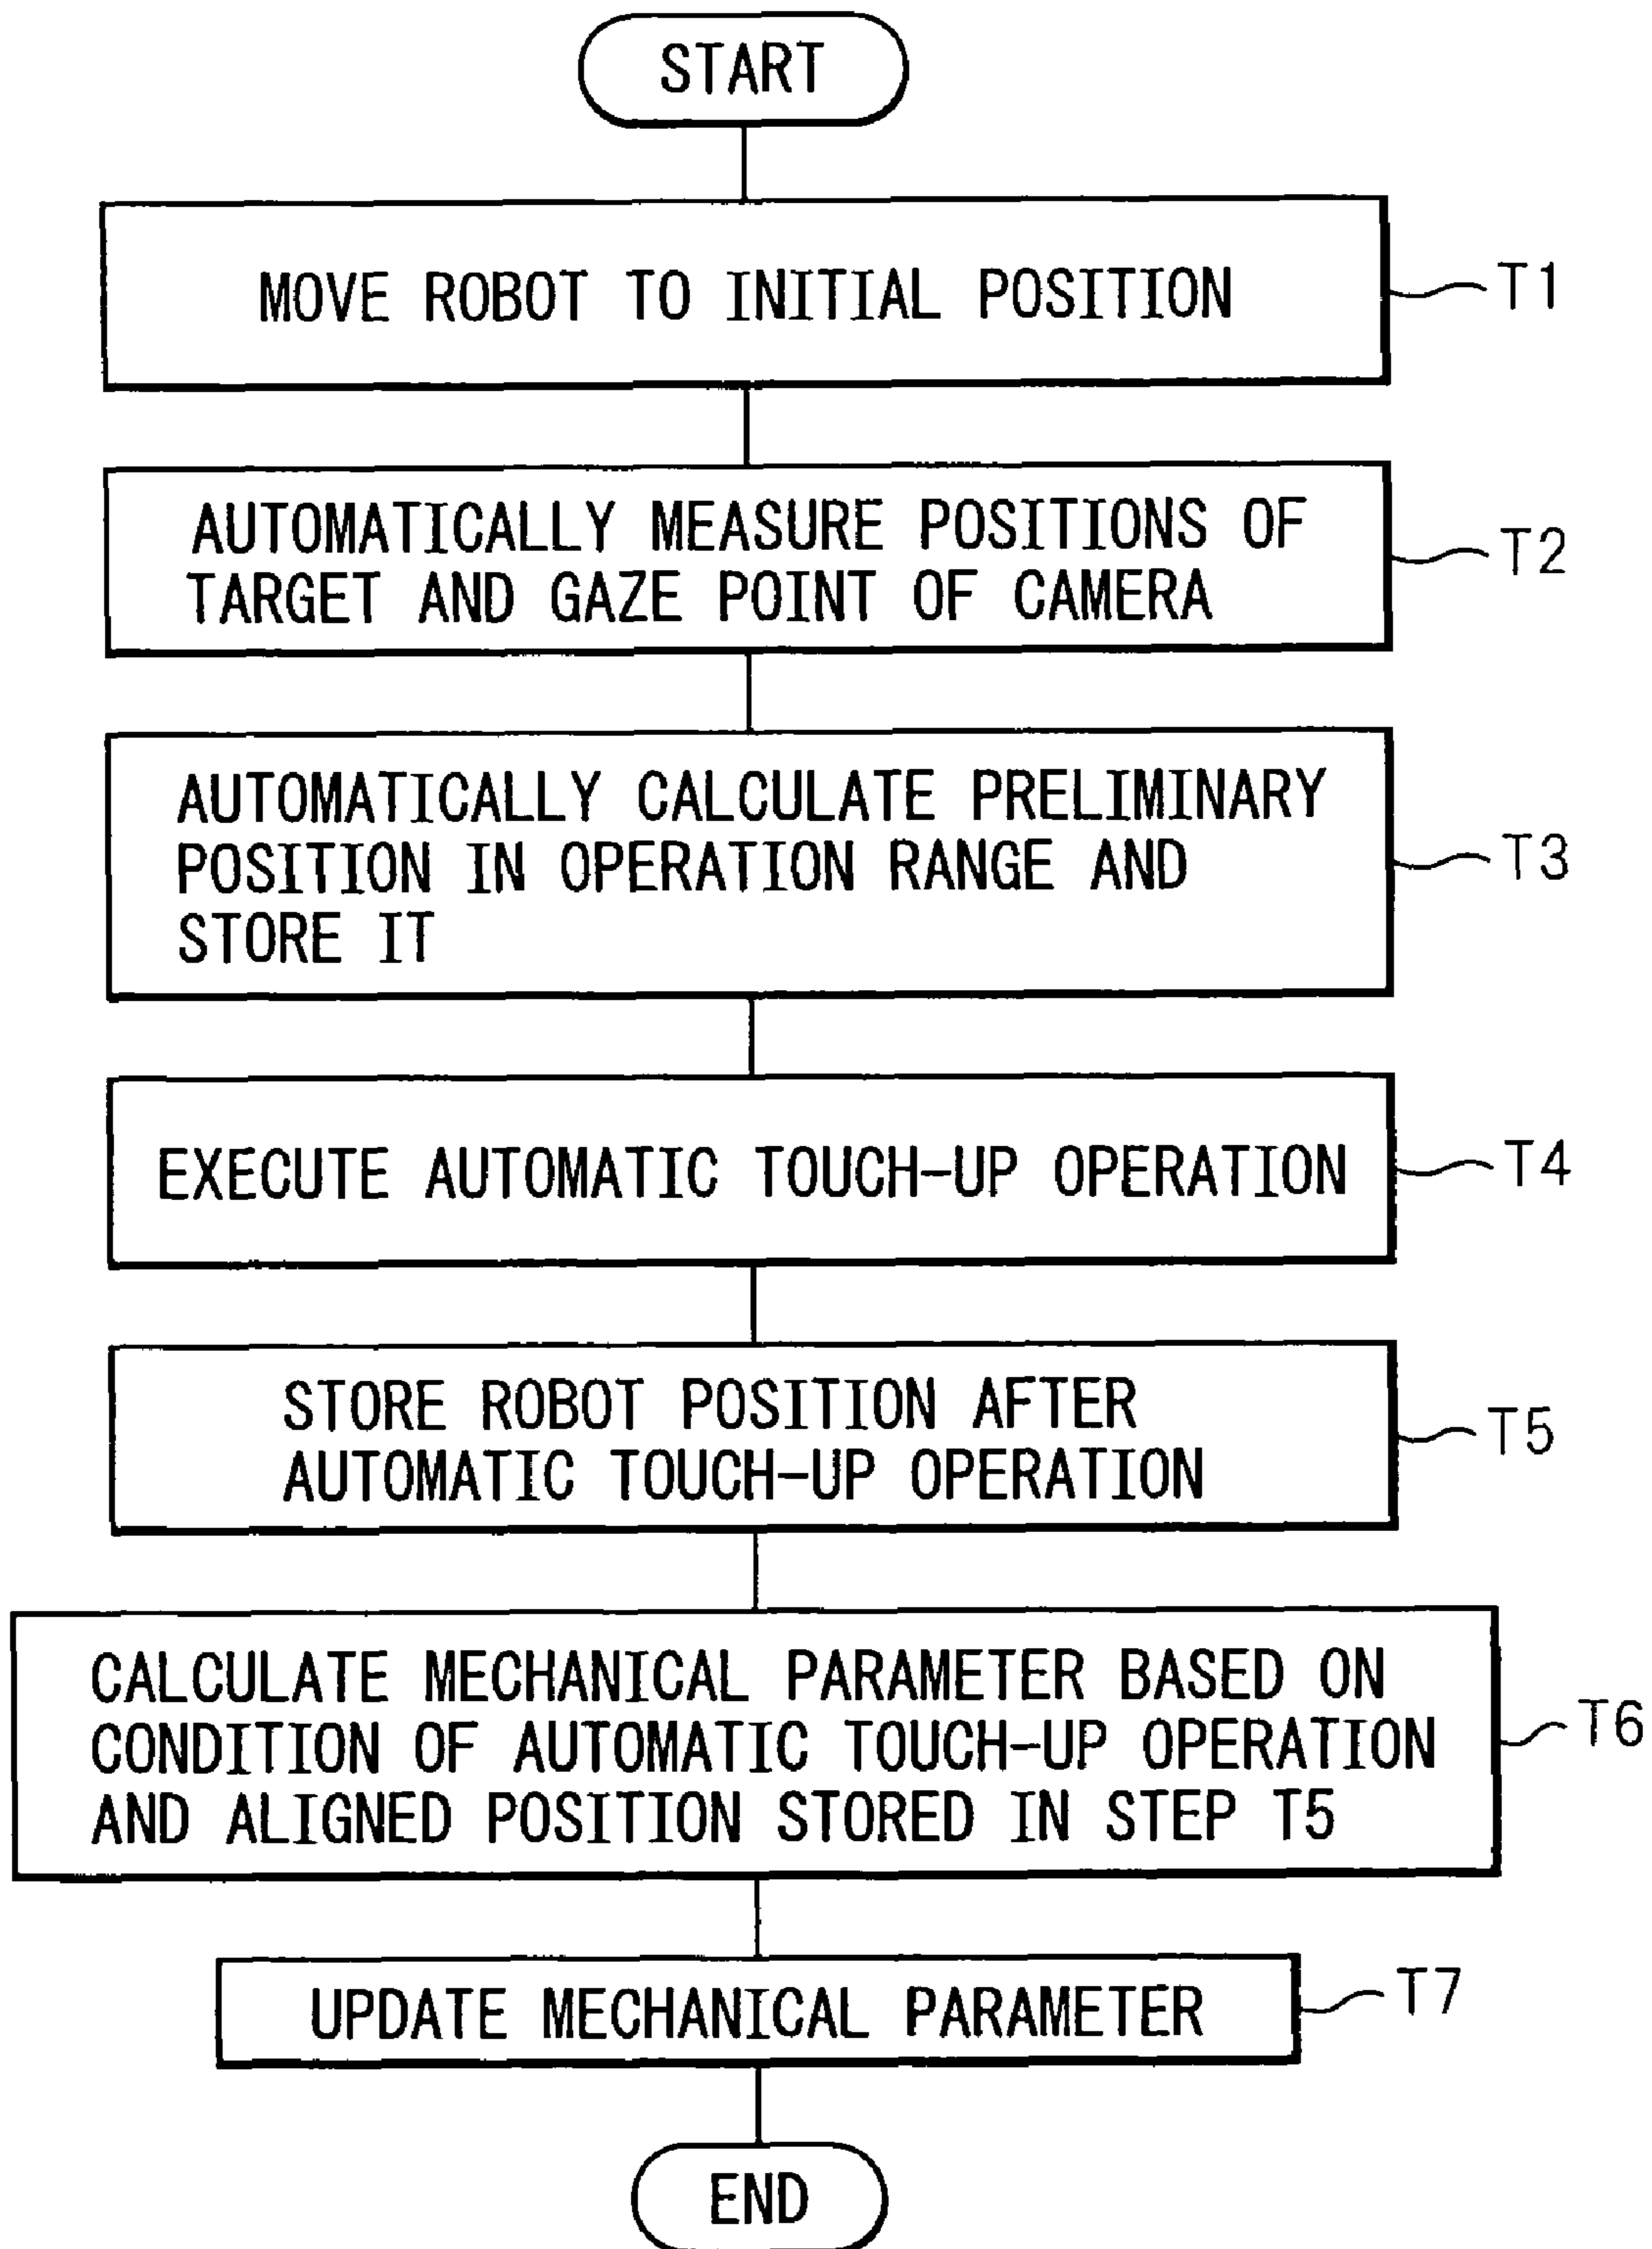 START
MOVE ROBOT TO INITIAL POSITION
T1
AUTOMATICALLY MEASURE POSITIONS OF
TARGET AND GAZE POINT OF CAMERA
T2
AUTOMATICALLY CALCULATE PRELIMINARY
POSITION IN OPERATION RANGE AND
STORE IT
T3
EXECUTE AUTOMATIC TOUCH-UP OPERATION
T4
STORE ROBOT POSITION AFTER
AUTOMATIC TOUCH-UP OPERATION
T5
CALCULATE MECHANICAL PARAMETER BASED ON
CONDITION OF AUTOMATIC TOUCH-UP OPERATION
AND ALIGNED POSITION STORED IN STEP T5
T6
UPDATE MECHANICAL PARAMETER
T7
END